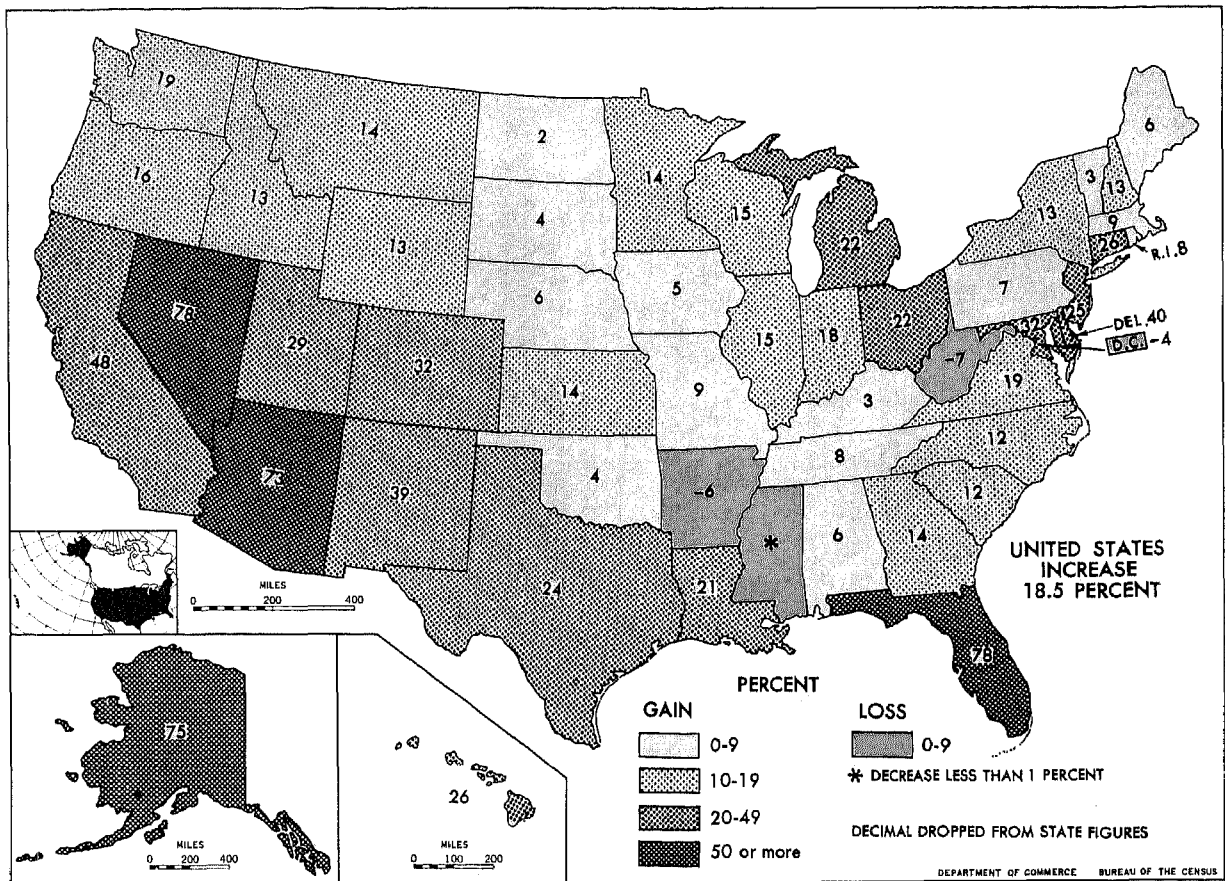 19
14
2
14
6
16
13
4
15
22
13
3
13
9
26
R.I.8
13
6
5
7
78
48
29
32
14
9
15
18
22
-7
32
25
DEL.40
D.C. -4
19
3
12
8
39
4
-6
12
14
6
*
24
21
78
UNITED STATES
INCREASE
18.5 PERCENT
MILES
0 200 400
75
MILES
0 200 400
26
MILES
0 100 200
PERCENT
GAIN
0-9
10-19
20-49
50 or more
LOSS
0-9
* DECREASE LESS THAN 1 PERCENT
DECIMAL DROPPED FROM STATE FIGURES
DEPARTMENT OF COMMERCE BUREAU OF THE CENSUS